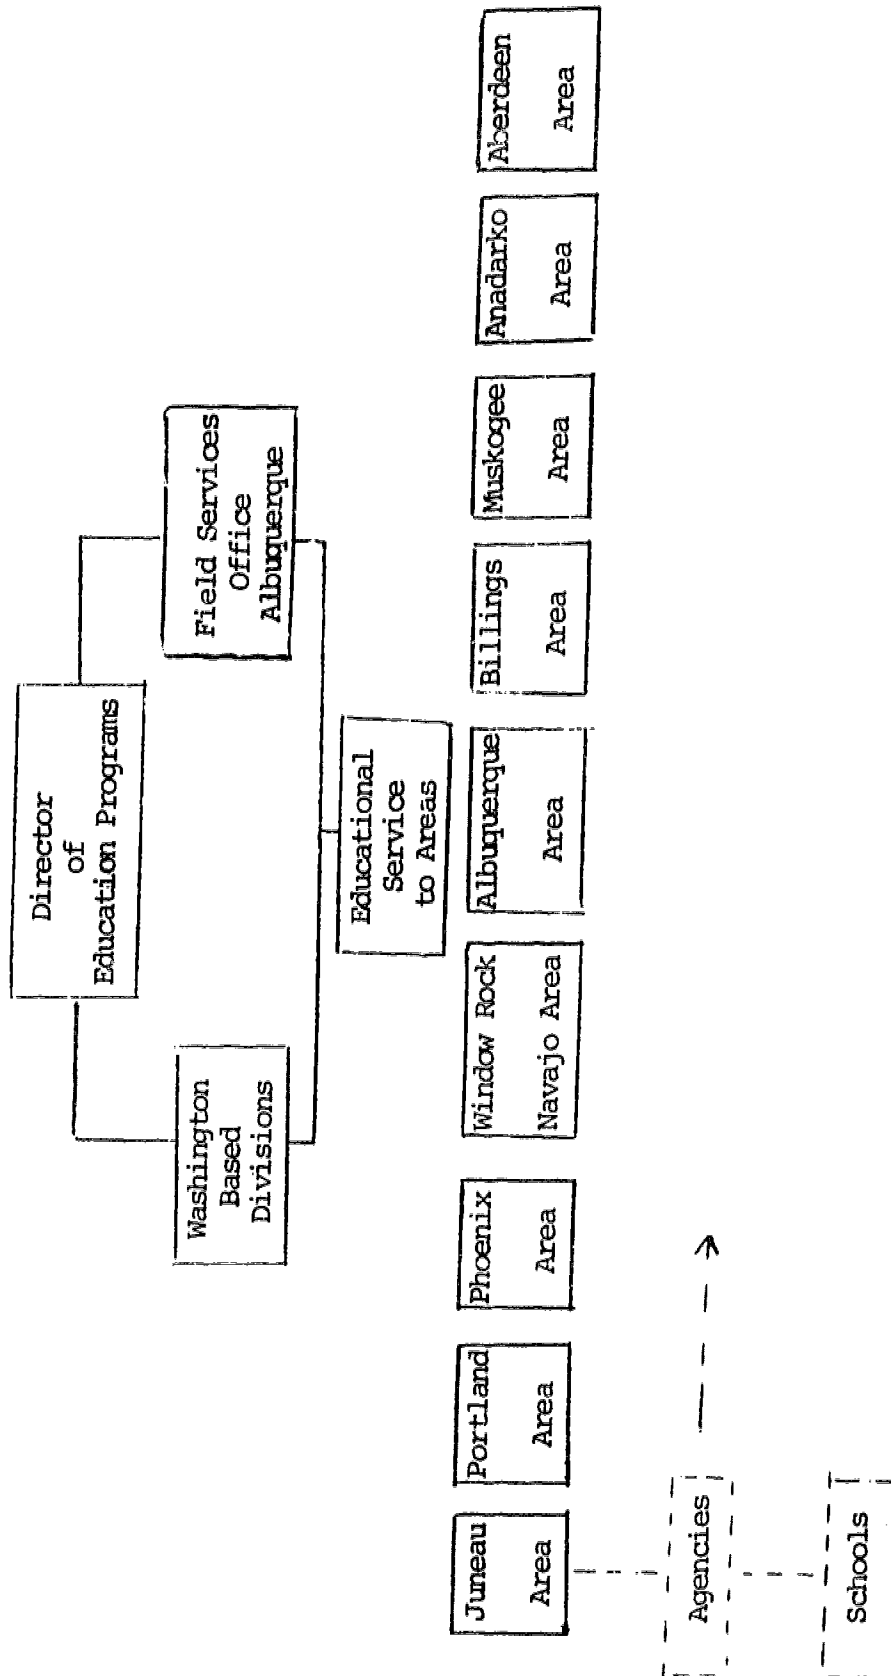 Director
of
Education Programs
Washington
Based
Divisions
Field Services
Office
Albuquerque
Educational
Service
to Areas
Juneau
Area
Portland
Area
Phoenix
Area
Window Rock
Navajo Area
Albuquerque
Area
Billings
Area
Muskogee
Area
Anadarko
Area
Aberdeen
Area
Agencies
Schools